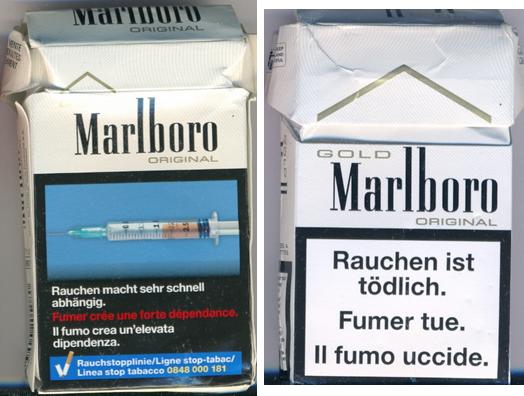 Marlboro
ORIGINAL
VENTE
Marlboro
ORIGINAL
Rauchen macht sehr schnell
abhängig.
Fumer crée une forte dépendance.
Il fumo crea un'elevata
dipendenza.
Rauchstopplinie/Ligne stop-tabac/
Linea stop tabacco 0848 000 181
GOLD
Marlboro
ORIGINAL
Rauchen ist
tödlich.
Fumer tue.
Il fumo uccide.